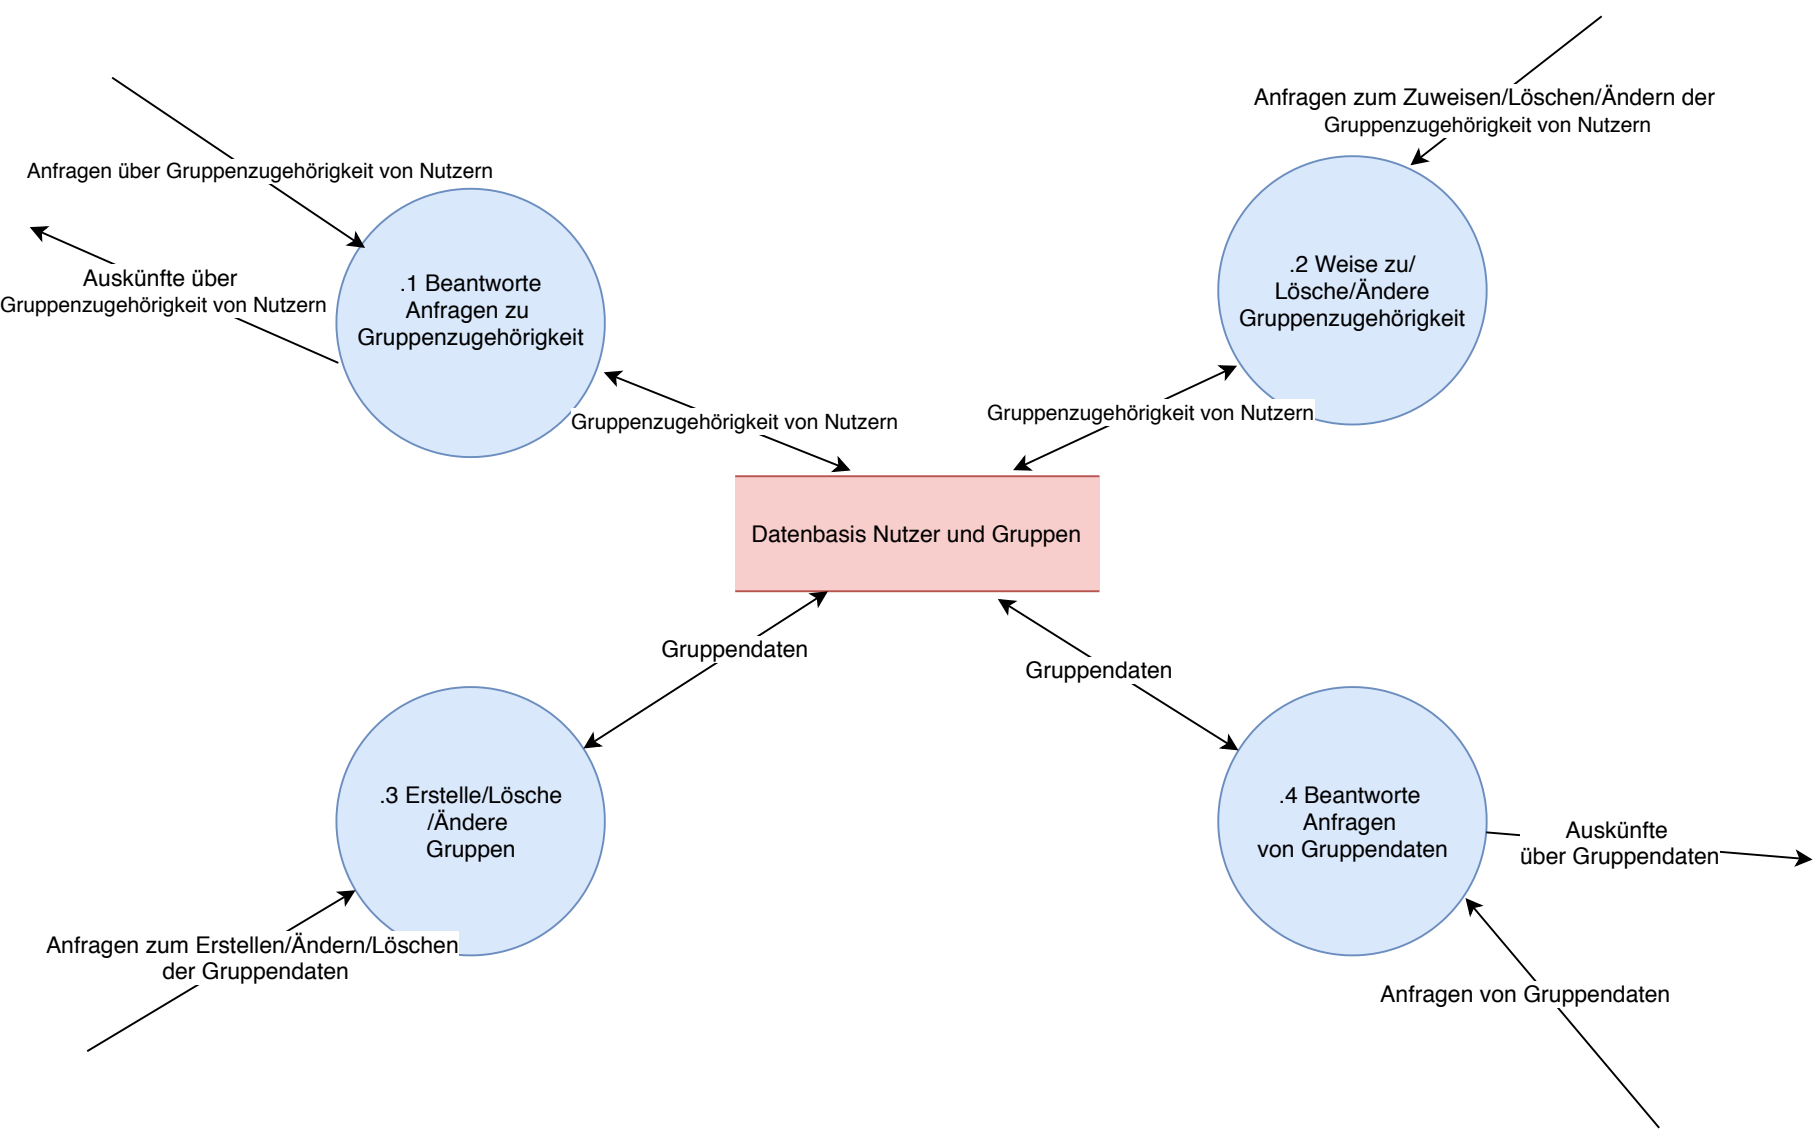 Anfragen zum Zuweisen/Löschen/Ändern der
Gruppenzugehörigkeit von Nutzern
Anfragen über Gruppenzugehörigkeit von Nutzern
Auskünfte über
Gruppenzugehörigkeit von Nutzern
.1 Beantworte
Anfragen zu
Gruppenzugehörigkeit
.2 Weise zu/
Lösche/Ändere
Gruppenzugehörigkeit
Gruppenzugehörigkeit von Nutzern
Gruppenzugehörigkeit von Nutzern
Datenbasis Nutzer und Gruppen
Gruppendaten
Gruppendaten
.3 Erstelle/Lösche
/Ändere
Gruppen
.4 Beantworte
Anfragen
von Gruppendaten
Auskünfte
über Gruppendaten
Anfragen zum Erstellen/Ändern/Löschen
der Gruppendaten
Anfragen von Gruppendaten